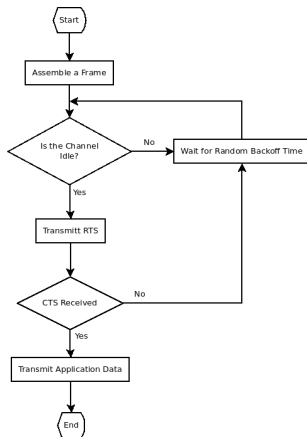 Start
Assemble a Frame
Is the Channel
Idle?
No
Wait for Random Backoff Time
Yes
Transmitt RTS
CTS Received
No
Yes
Transmit Application Data
End